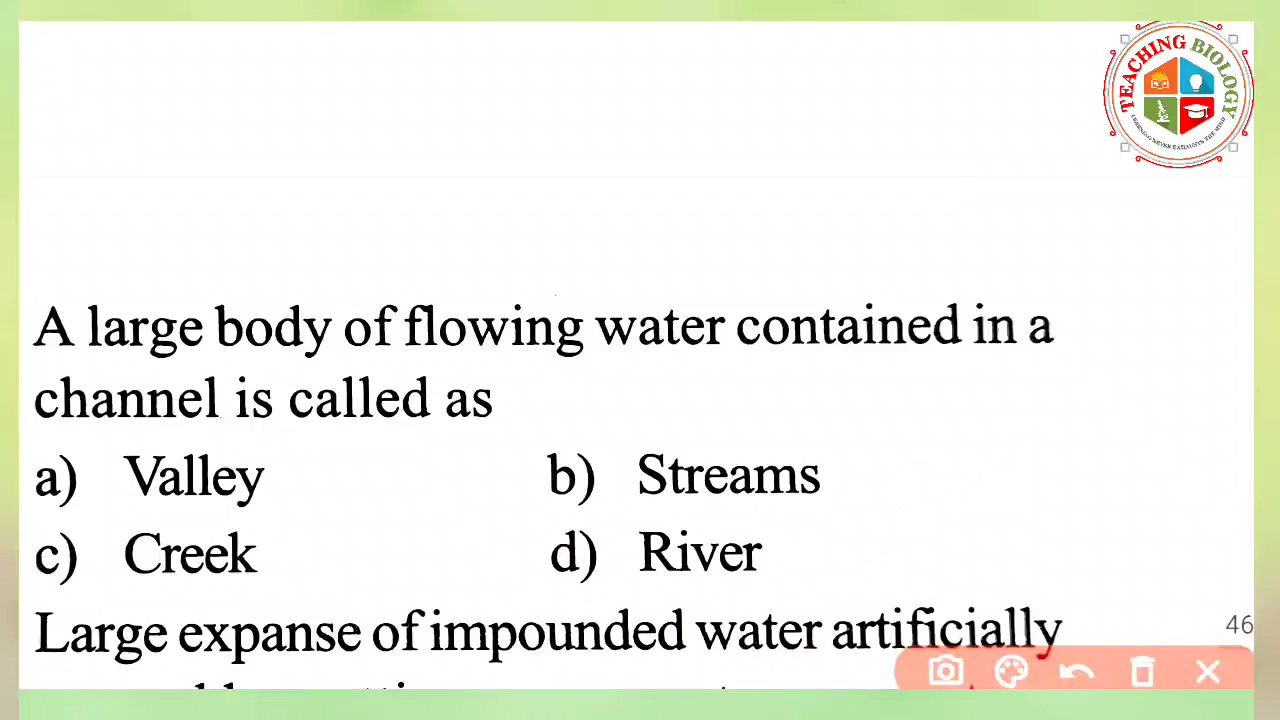 TEACHING BIOLOGY
A large body of flowing water contained in a
channel is called as
a) Valley b) Streams
c) Creek d) River
Large expanse of impounded water artificially
46